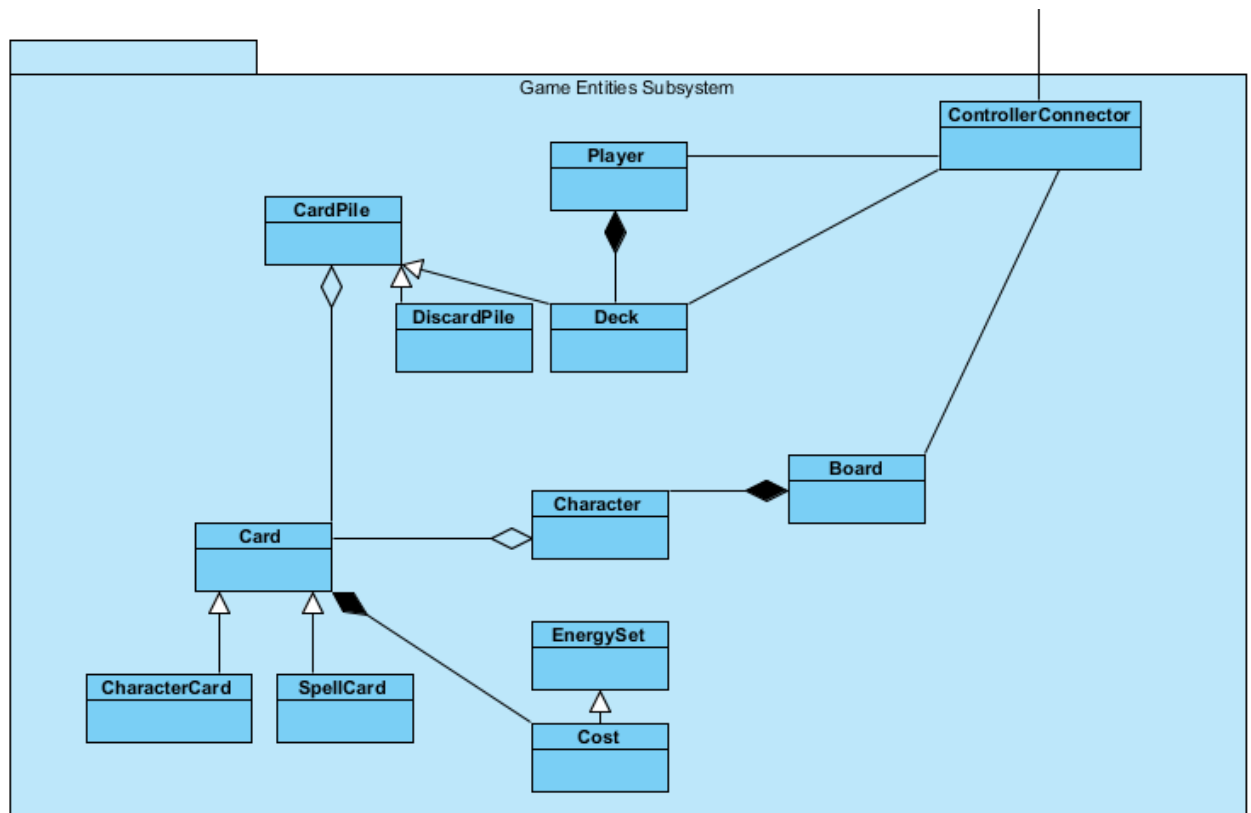 Game Entities Subsystem
ControllerConnector
Player
CardPile
DiscardPile
Deck
Board
Character
Card
EnergySet
CharacterCard
SpellCard
Cost